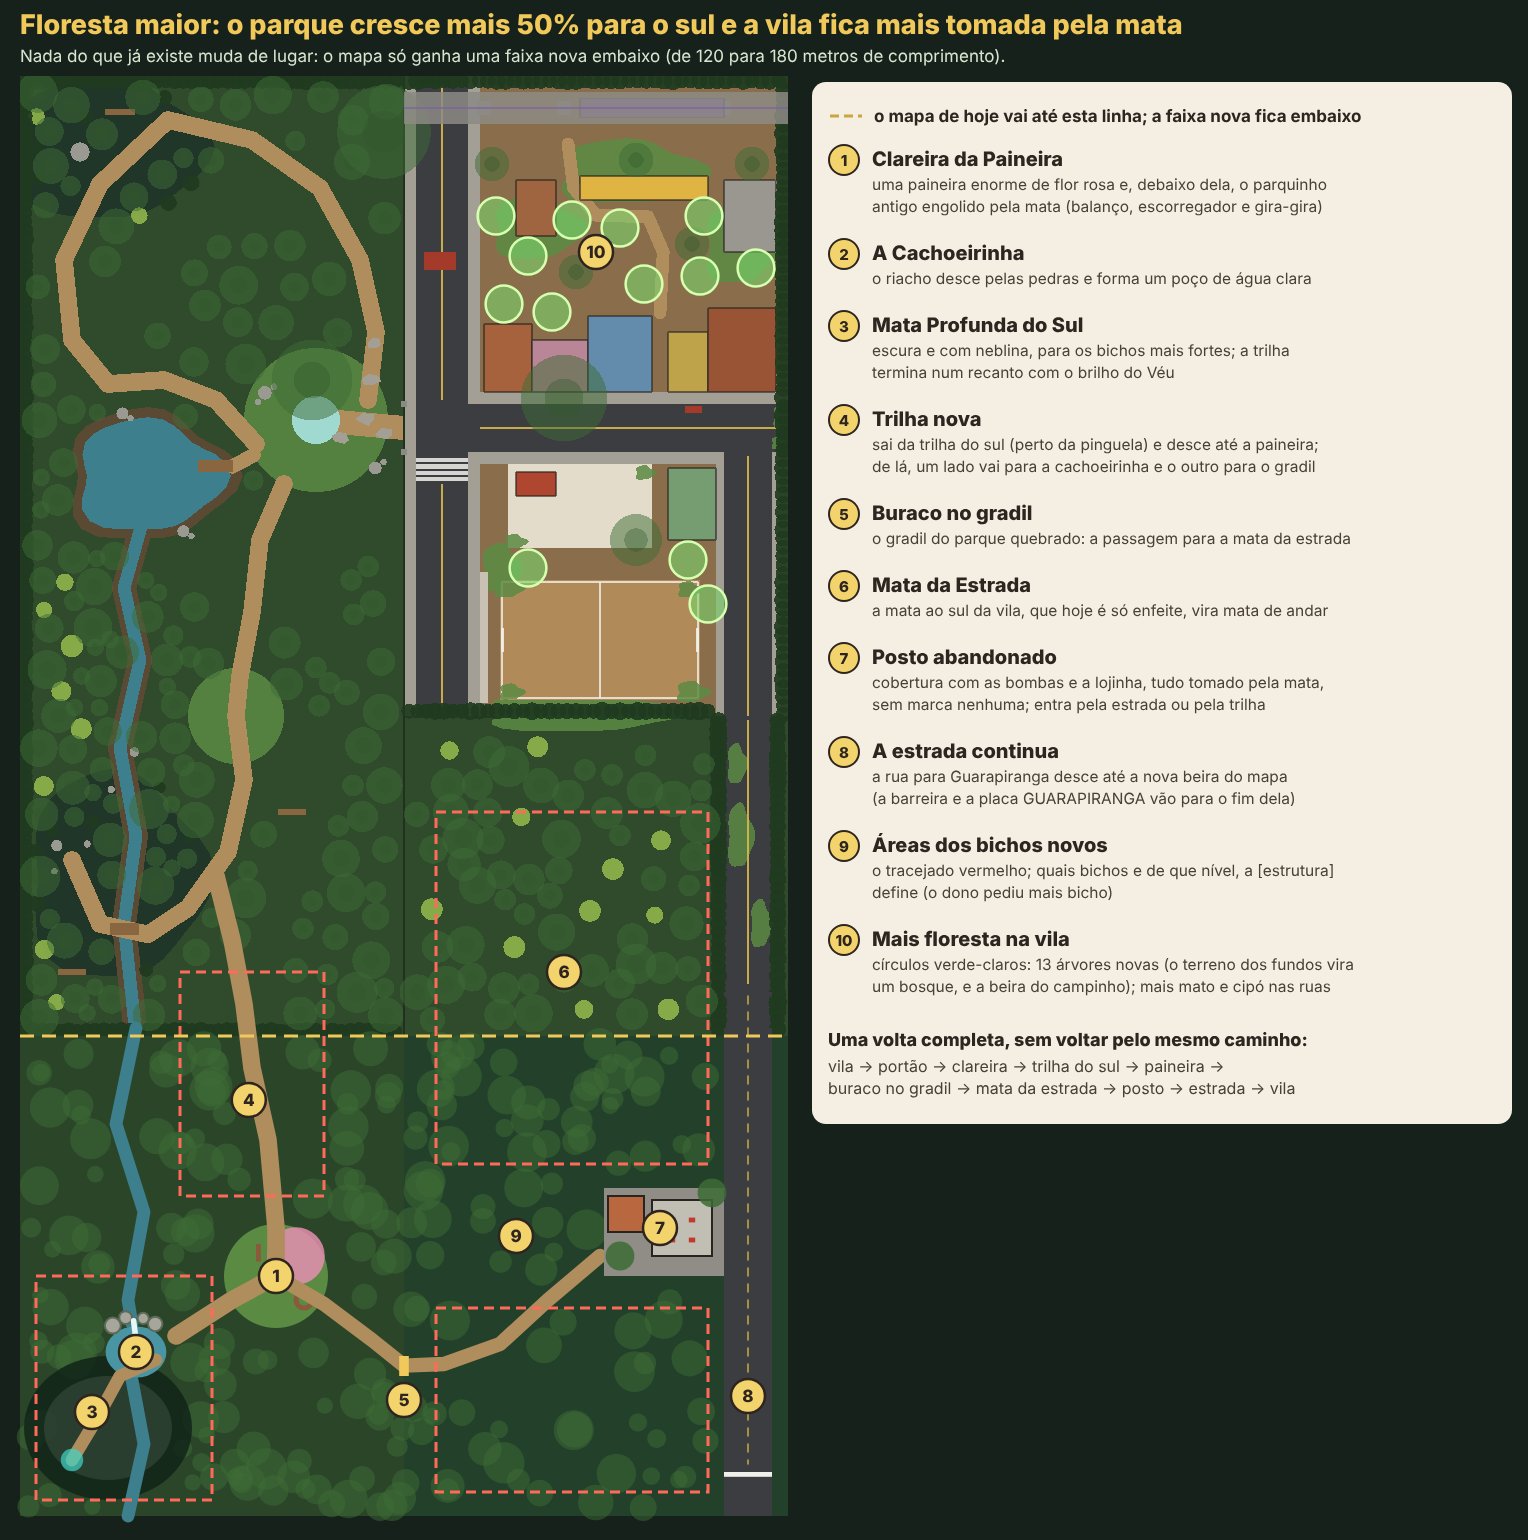 Floresta maior: o parque cresce mais 50% para o sul e a vila fica mais tomada pela mata
Nada do que já existe muda de lugar: o mapa só ganha uma faixa nova embaixo (de 120 para 180 metros de comprimento).
o mapa de hoje vai até esta linha; a faixa nova fica embaixo
1 Clareira da Paineira
uma paineira enorme de flor rosa e, debaixo dela, o parquinho
antigo engolido pela mata (balanço, escorregador e gira-gira)
2 A Cachoeirinha
o riacho desce pelas pedras e forma um poço de água clara
3 Mata Profunda do Sul
escura e com neblina, para os bichos mais fortes; a trilha
termina num recanto com o brilho do Véu
4 Trilha nova
sai da trilha do sul (perto da pinguela) e desce até a paineira;
de lá, um lado vai para a cachoeirinha e o outro para o gradil
5 Buraco no gradil
o gradil do parque quebrado: a passagem para a mata da estrada
6 Mata da Estrada
a mata ao sul da vila, que hoje é só enfeite, vira mata de andar
7 Posto abandonado
cobertura com as bombas e a lojinha, tudo tomado pela mata,
sem marca nenhuma; entra pela estrada ou pela trilha
8 A estrada continua
a rua para Guarapiranga desce até a nova beira do mapa
(a barreira e a placa GUARAPIRANGA vão para o fim dela)
9 Áreas dos bichos novos
o tracejado vermelho; quais bichos e de que nível, a [estrutura]
define (o dono pediu mais bicho)
10 Mais floresta na vila
círculos verde-claros: 13 árvores novas (o terreno dos fundos vira
um bosque, e a beira do campinho); mais mato e cipó nas ruas
Uma volta completa, sem voltar pelo mesmo caminho:
vila → portão → clareira → trilha do sul → paineira →
buraco no gradil → mata da estrada → posto → estrada → vila
10
6
4
9
7
1
2
5
8
3